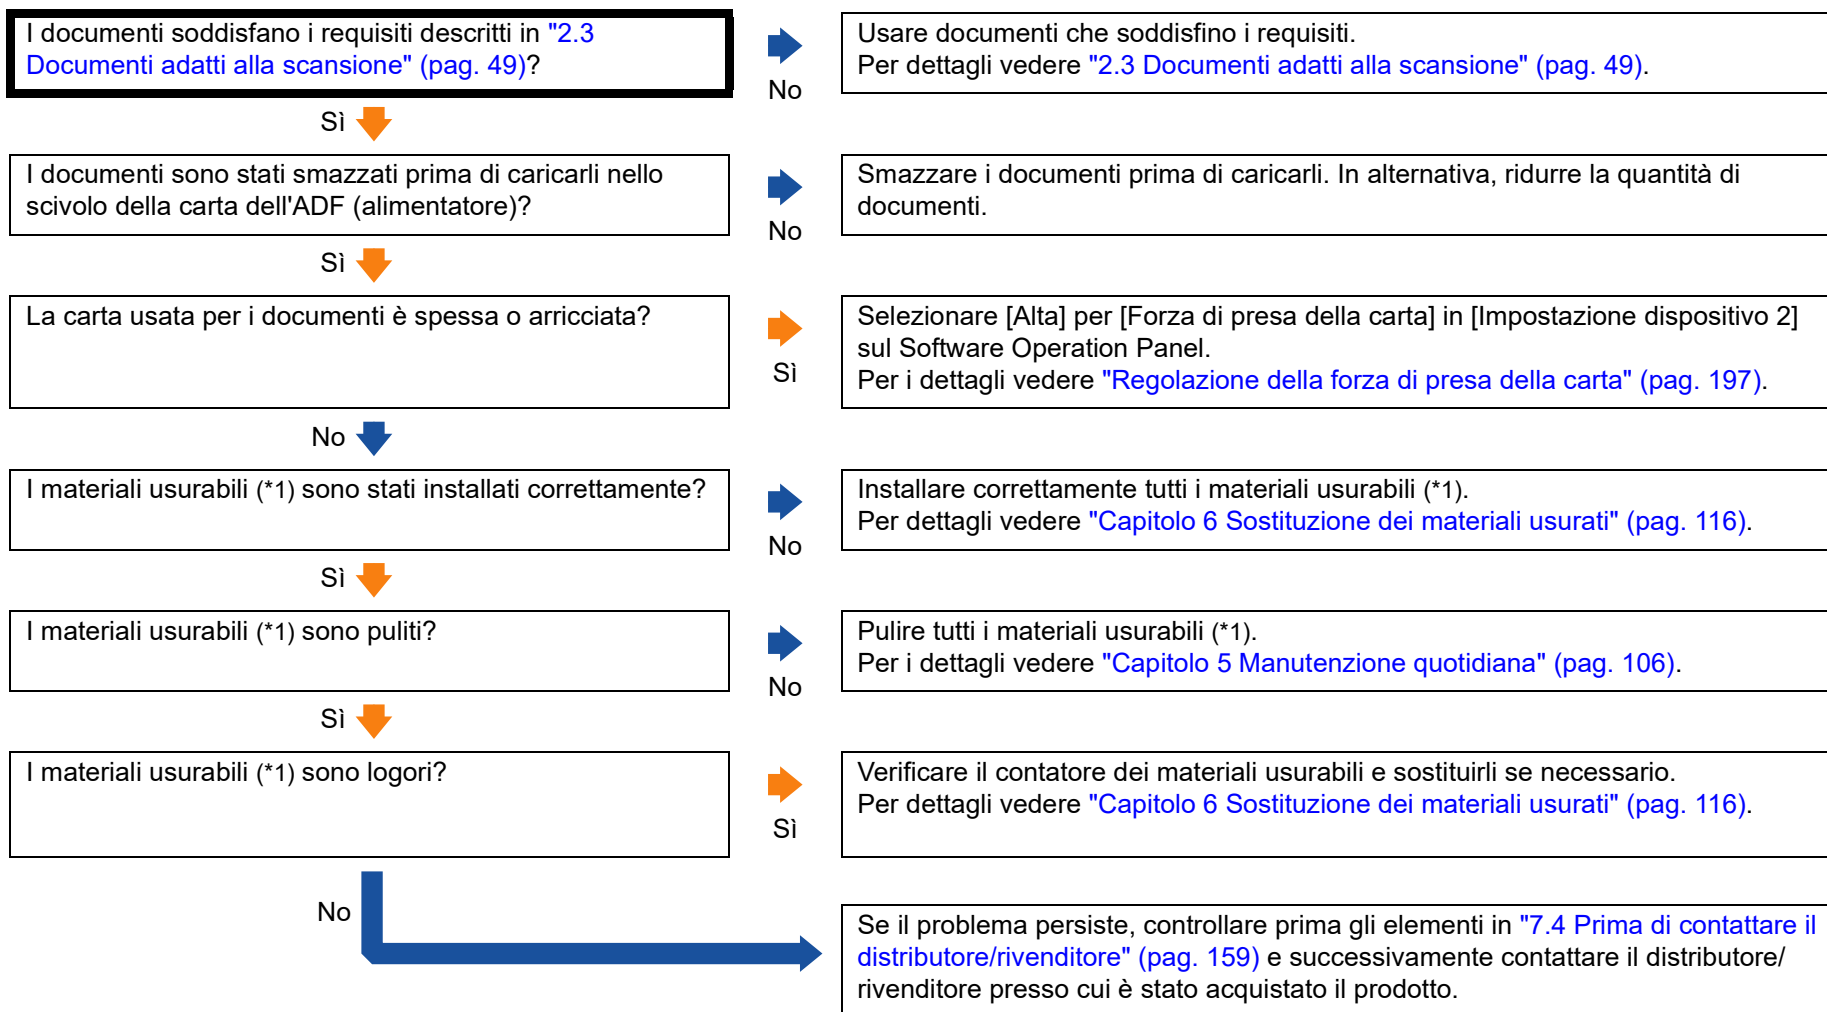 I documenti soddisfano i requisiti descritti in "2.3
Documenti adatti alla scansione" (pag. 49)?
No
Usare documenti che soddisfino i requisiti.
Per dettagli vedere "2.3 Documenti adatti alla scansione" (pag. 49).
Sì
I documenti sono stati smazzati prima di caricarli nello
scivolo della carta dell'ADF (alimentatore)?
No
Smazzare i documenti prima di caricarli. In alternativa, ridurre la quantità di
documenti.
Sì
La carta usata per i documenti è spessa o arricciata?
Sì
Selezionare [Alta] per [Forza di presa della carta] in [Impostazione dispositivo 2]
sul Software Operation Panel.
Per i dettagli vedere "Regolazione della forza di presa della carta" (pag. 197).
No
I materiali usurabili (*1) sono stati installati correttamente?
No
Installare correttamente tutti i materiali usurabili (*1).
Per dettagli vedere "Capitolo 6 Sostituzione dei materiali usurati" (pag. 116).
Sì
I materiali usurabili (*1) sono puliti?
No
Pulire tutti i materiali usurabili (*1).
Per i dettagli vedere "Capitolo 5 Manutenzione quotidiana" (pag. 106).
Sì
I materiali usurabili (*1) sono logori?
Sì
Verificare il contatore dei materiali usurabili e sostituirli se necessario.
Per dettagli vedere "Capitolo 6 Sostituzione dei materiali usurati" (pag. 116).
No
Se il problema persiste, controllare prima gli elementi in "7.4 Prima di contattare il
distributore/rivenditore" (pag. 159) e successivamente contattare il distributore/
rivenditore presso cui è stato acquistato il prodotto.